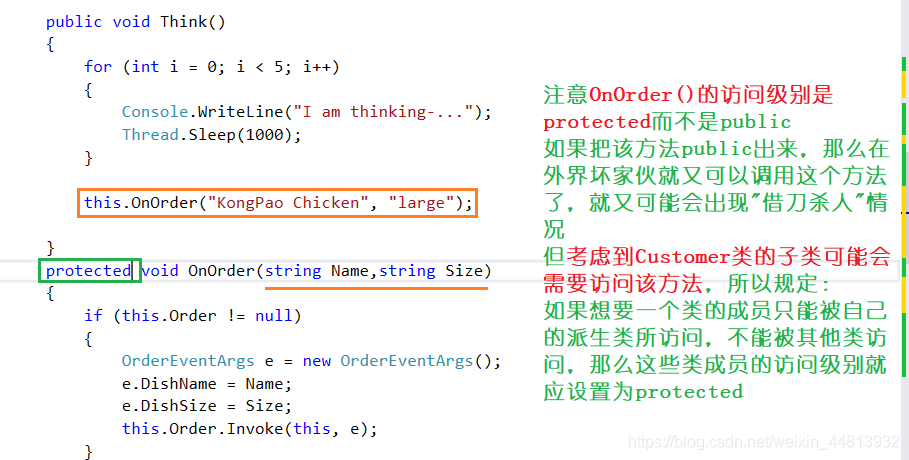 public void Think()
{
for (int i = 0; i < 5; i++)
{
Console.WriteLine("I am thinking-...");
Thread.Sleep(1000);
}
this.OnOrder("KongPao Chicken", "large");
}
protected void OnOrder(string Name,string Size)
{
if (this.Order != null)
{
OrderEventArgs e = new OrderEventArgs();
e.DishName = Name;
e.DishSize = Size;
this.Order.Invoke(this, e);
}
注意OnOrder()的访问级别是
protected而不是public
如果把该方法public出来，那么在
外界坏家伙就又可以调用这个方法
了，就又可能会出现"借刀杀人"情
况
但考虑到Customer类的子类可能会
需要访问该方法，所以规定：
如果想要一个类的成员只能被自己
的派生类所访问，不能被其他类访
问，那么这些类成员的访问级别就
应设置为protected
https://blog.csdn.net/weixin_44813932